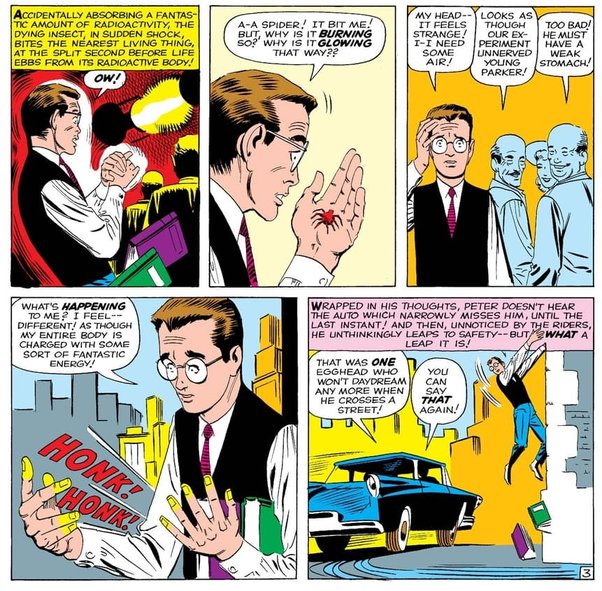 ACCIDENTALLY ABSORBING A FANTAS-
TIC AMOUNT OF RADIOACTIVITY, THE
DYING INSECT, IN SUDDEN SHOCK,
BITES THE NEAREST LIVING THING,
AT THE SPLIT SECOND BEFORE LIFE
EBBS FROM ITS RADIOACTIVE BODY!
OW!
A-A SPIDER! IT BIT ME!
BUT, WHY IS IT BURNING
SO? WHY IS IT GLOWING
THAT WAY??
MY HEAD--
IT FEELS
STRANGE!
I-I NEED
SOME
AIR!
LOOKS AS
THOUGH
OUR EX-
PERIMENT
UNNERVED
YOUNG
PARKER!
TOO BAD!
HE MUST
HAVE A
WEAK
STOMACH!
WHAT'S HAPPENING
TO ME? I FEEL--
DIFFERENT! AS THOUGH
MY ENTIRE BODY IS
CHARGED WITH SOME
SORT OF FANTASTIC
ENERGY!
HONK!
HONK!
WRAPPED IN HIS THOUGHTS, PETER DOESN'T HEAR
THE AUTO WHICH NARROWLY MISSES HIM, UNTIL THE
LAST INSTANT! AND THEN, UNNOTICED BY THE RIDERS,
HE UNTHINKINGLY LEAPS TO SAFETY--BUT WHAT A
LEAP IT IS!
THAT WAS ONE
EGGHEAD WHO
WON'T DAYDREAM
ANY MORE WHEN
HE CROSSES A
STREET!
YOU
CAN
SAY
THAT
AGAIN!
3